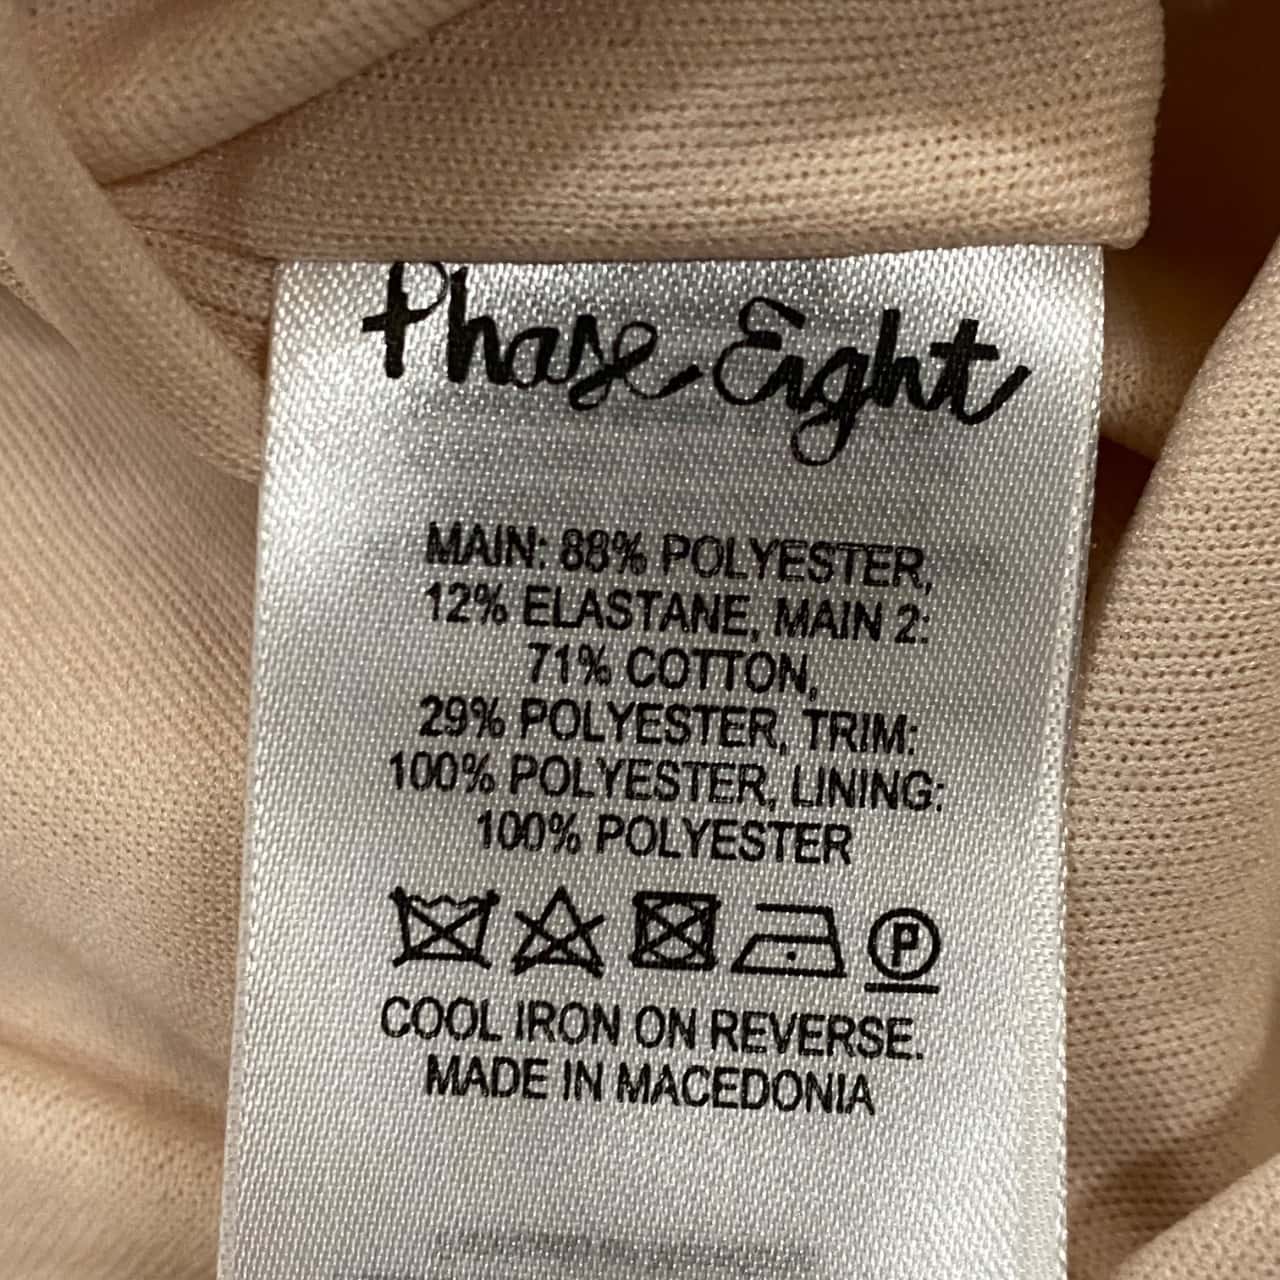 Phase Eight
MAIN: 88% POLYESTER,
12% ELASTANE, MAIN 2:
71% COTTON,
29% POLYESTER, TRIM:
100% POLYESTER, LINING:
100% POLYESTER
P
COOL IRON ON REVERSE.
MADE IN MACEDONIA